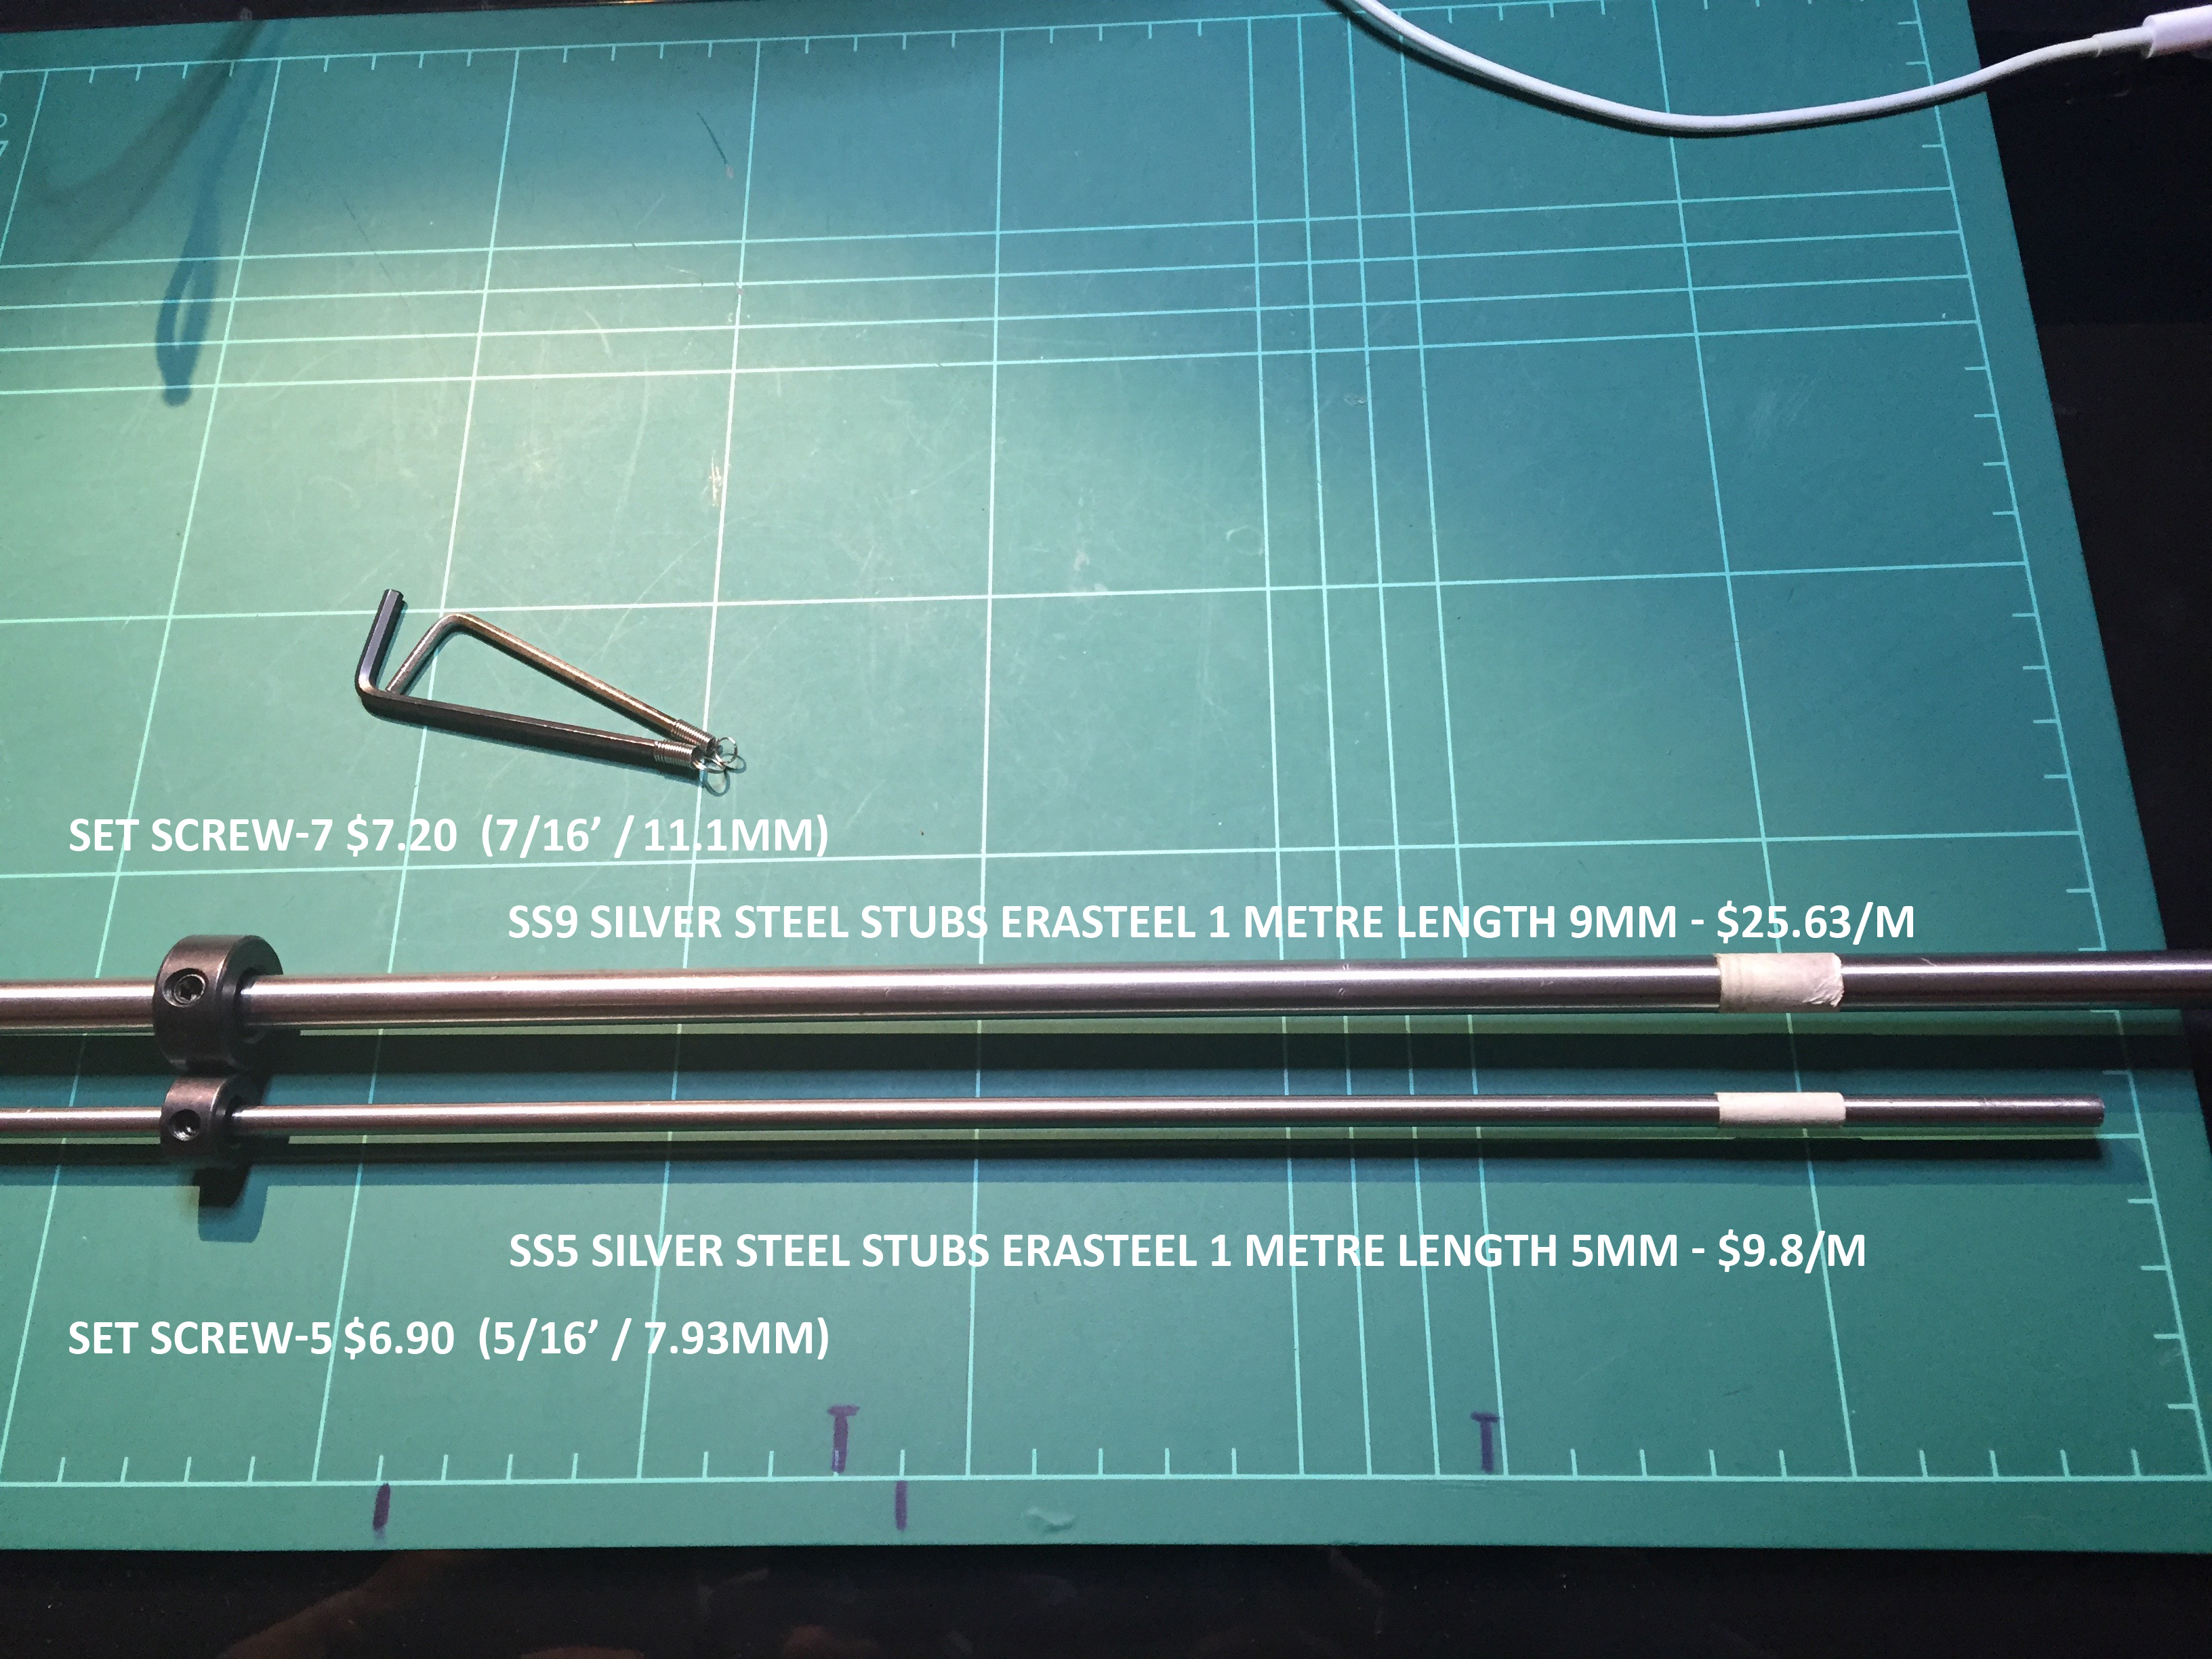 SET SCREW-7 $7.20 (7/16’ / 11.1MM)
SS9 SILVER STEEL STUBS ERASTEEL 1 METRE LENGTH 9MM - $25.63/M
SS5 SILVER STEEL STUBS ERASTEEL 1 METRE LENGTH 5MM - $9.8/M
SET SCREW-5 $6.90 (5/16’ / 7.93MM)